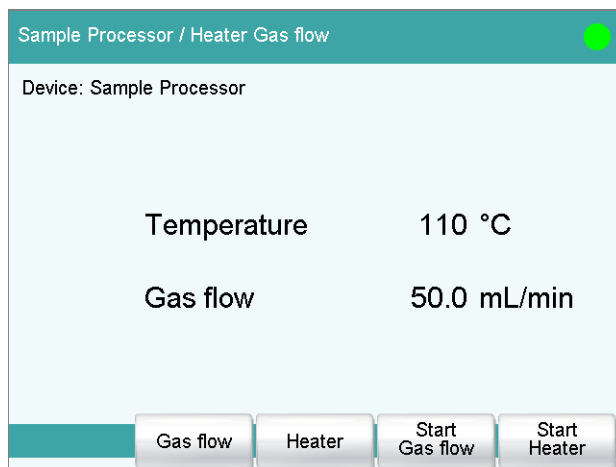 Sample Processor / Heater Gas flow
Device: Sample Processor
Temperature 110 °C
Gas flow 50.0 mL/min
Gas flow Heater Start Gas flow Start Heater